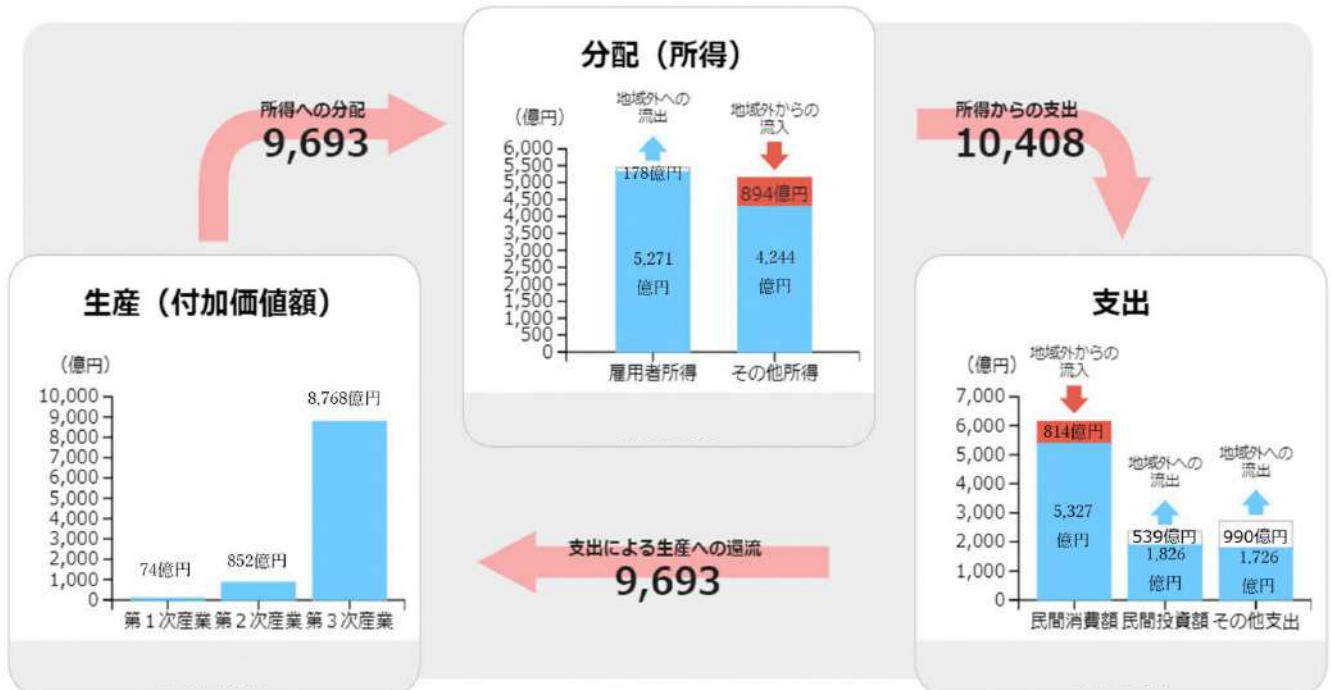 分配（所得）
（億円）
地域外への
流出
地域外からの
流入
6,000
5,500
5,000
4,500
4,000
3,500
3,000
2,500
2,000
1,500
1,000
500
0
178億円
894億円
5,271
億円
4,244
億円
雇用者所得
その他所得
所得への分配
9,693
所得からの支出
10,408
生産（付加価値額）
（億円）
10,000
9,000
8,000
7,000
6,000
5,000
4,000
3,000
2,000
1,000
0
74億円
852億円
8,768億円
第１次産業 第２次産業 第３次産業
支出
（億円）
地域外からの
流入
7,000
6,000
5,000
4,000
3,000
2,000
1,000
0
814億円
5,327
億円
地域外への
流出
539億円
1,826
億円
地域外への
流出
990億円
1,726
億円
民間消費額 民間投資額 その他支出
支出による生産への還流
9,693